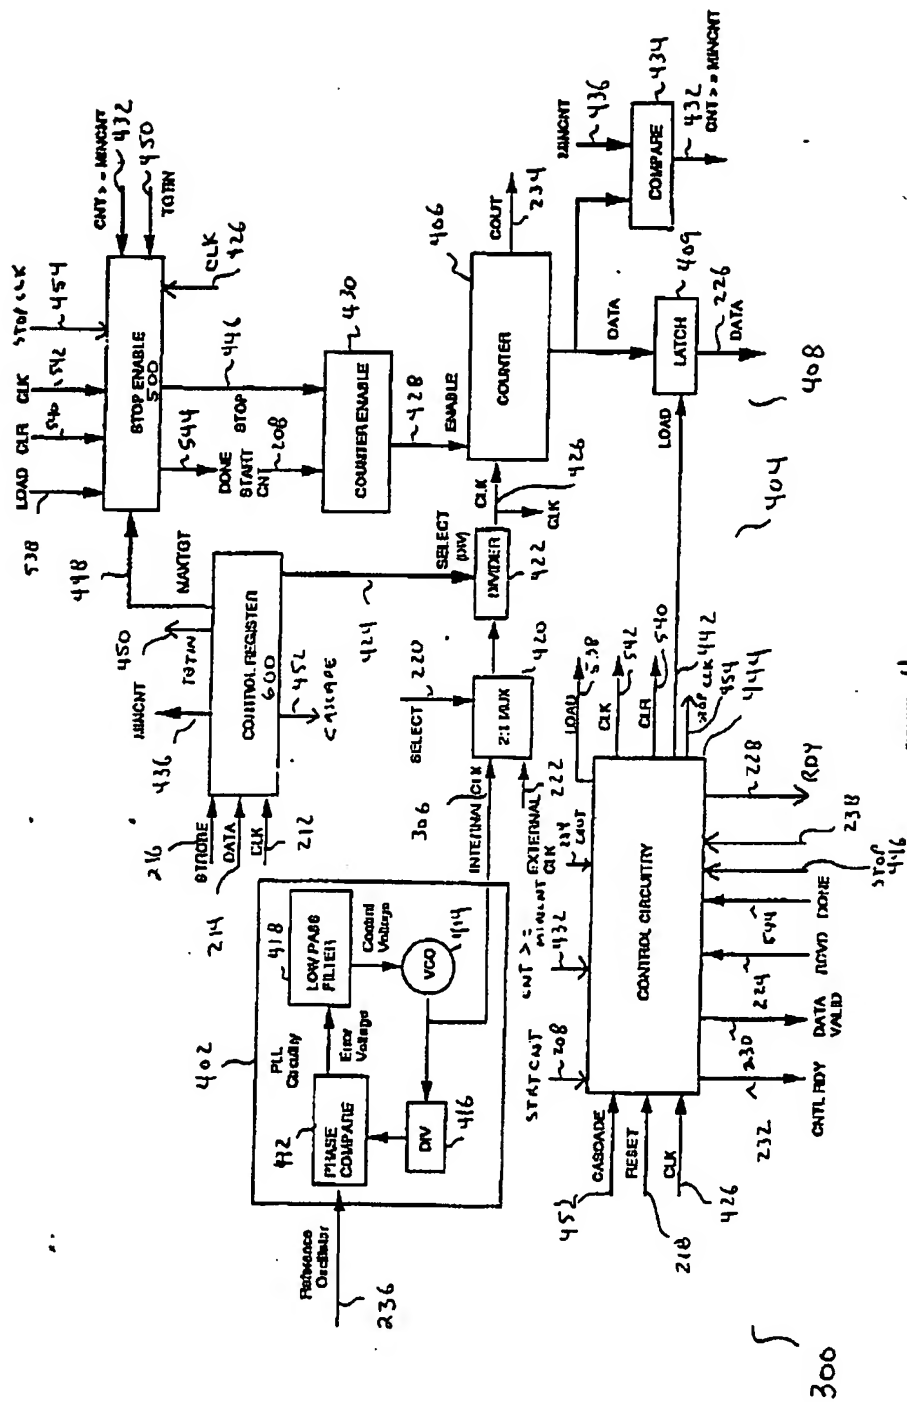 Reference
Oscillator
236
402
PLL
Circuitry
432
PHASE
COMPARE
Error
Voltage
418
LOW PASS
FILTER
Control
Voltage
VCO
414
DIV
416
216
STROBE
214
DATA
CLK
212
CONTROL REGISTER
600
436
MINCNT
450
TOTIN
448
MAXTGT
452
CASCADE
424
SELECT
(DIV)
538
LOAD
540
CLR
542
CLK
STOP CLK
454
CNT > = MINCNT
432
450
TOTIN
STOP ENABLE
500
CLK
426
544
DONE
START
CNT
208
STOP
446
COUNTER ENABLE
430
428
ENABLE
INTERNAL CLK
306
SELECT
220
2:1 MUX
420
EXTERNAL
CLK
222
DIVIDER
422
CLK
426
CLK
COUNTER
406
COUT
234
DATA
MINCNT
436
COMPARE
434
432
CNT > = MINCNT
LOAD
LATCH
409
226
DATA
408
404
STRTCNT
208
CNT > =
MINCNT
432
234
COUT
LOAD
538
CLK
542
CLR
540
442
STOP CLK
454
444
CONTROL CIRCUITRY
452
CASCADE
RESET
218
CLK
426
232
CNTL RDY
230
DATA
VALID
224
RCVD
544
DONE
STOP
446
238
228
RDY
300